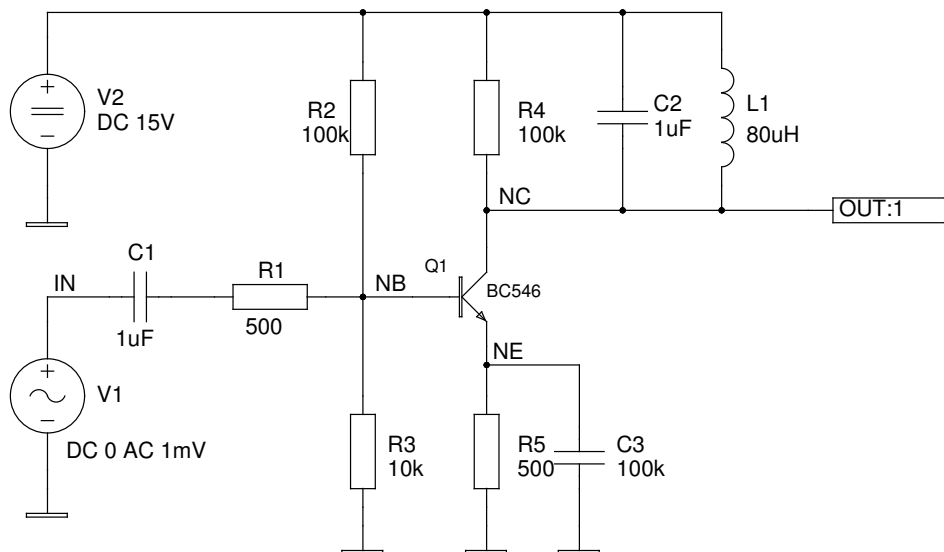 V2
DC 15V
R2
100k
R4
100k
C2
1uF
L1
80uH
NC
OUT:1
IN
C1
1uF
R1
500
NB
Q1
BC546
NE
V1
DC 0 AC 1mV
R3
10k
R5
500
C3
100k